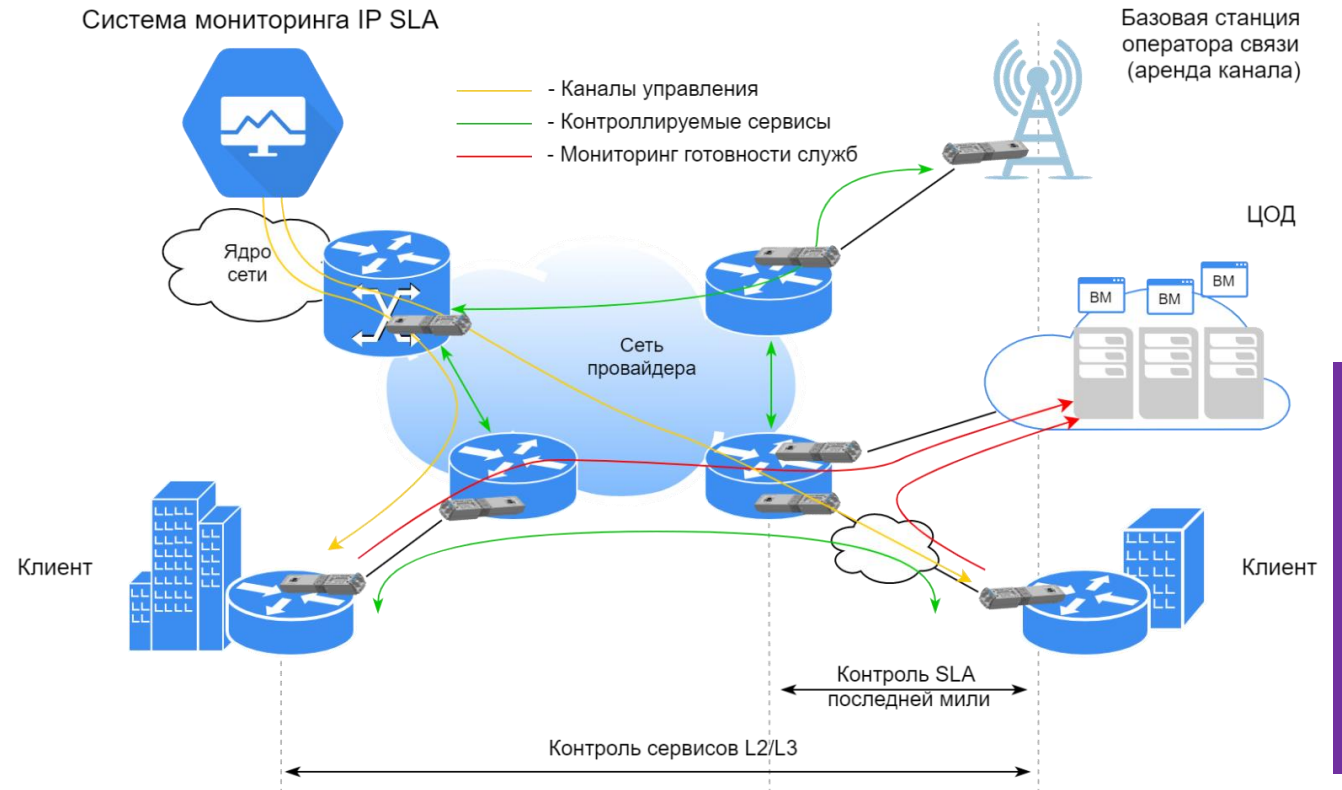 Система мониторинга IP SLA
Базовая станция
оператора связи
(аренда канала)
- Каналы управления
- Контроллируемые сервисы
- Мониторинг готовности служб
ЦОД
Ядро
сети
ВМ
ВМ
ВМ
Сеть
провайдера
Клиент
Клиент
Контроль SLA
последней мили
Контроль сервисов L2/L3